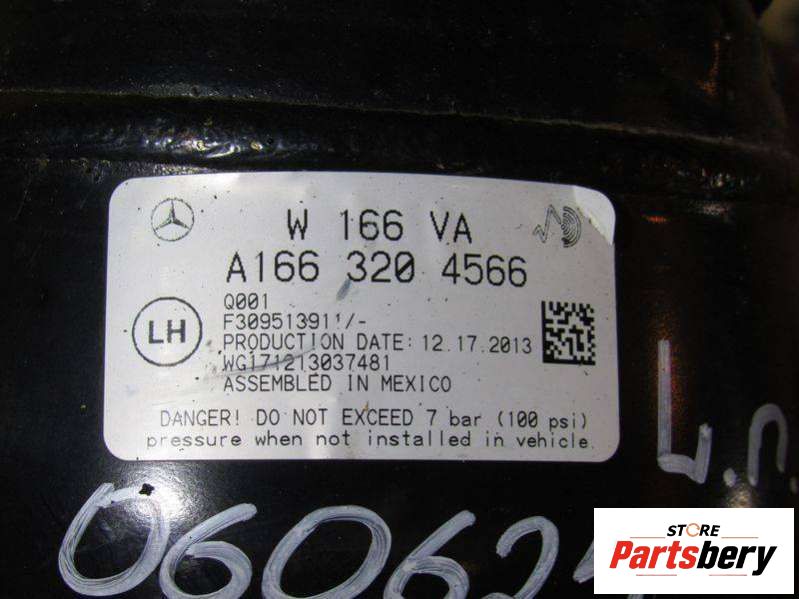 W 166 VA
A166 320 4566
LH
Q001
F309513911/-
PRODUCTION DATE: 12.17.2013
WG171213037481
ASSEMBLED IN MEXICO
DANGER! DO NOT EXCEED 7 bar (100 psi)
pressure when not installed in vehicle.
л.п.
STORE
Partsbery